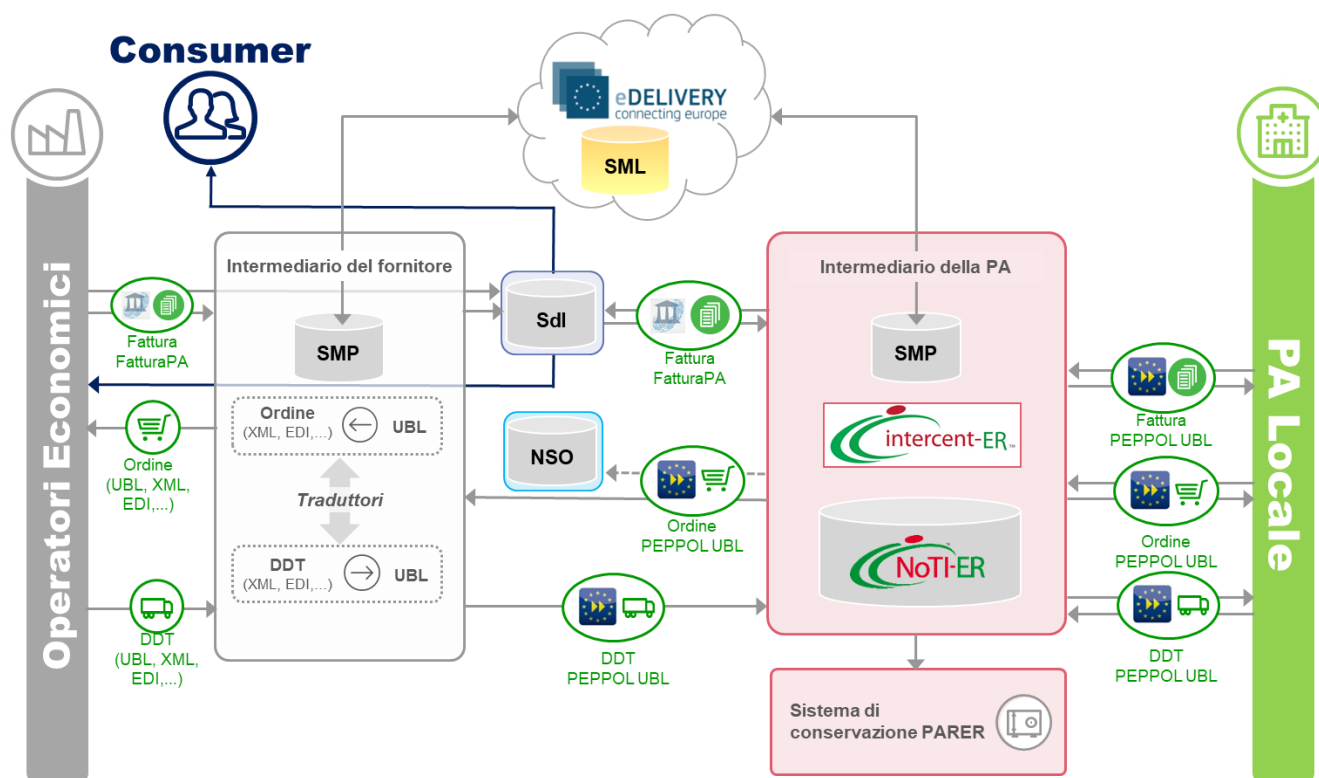 Consumer
eDELIVERY
connecting europe
SML
Operatori Economici
PA Locale
Intermediario del fornitore
Intermediario della PA
SdI
SMP
SMP
Fattura
FatturaPA
Fattura
FatturaPA
Fattura
PEPPOL UBL
Ordine
(XML, EDI,...)
UBL
intercent-ER™
NSO
Ordine
(UBL, XML,
EDI,...)
Traduttori
Ordine
PEPPOL UBL
Ordine
PEPPOL UBL
DDT
(XML, EDI,...)
UBL
NoTI-ER
DDT
(UBL, XML,
EDI,...)
DDT
PEPPOL UBL
DDT
PEPPOL UBL
Sistema di
conservazione PARER